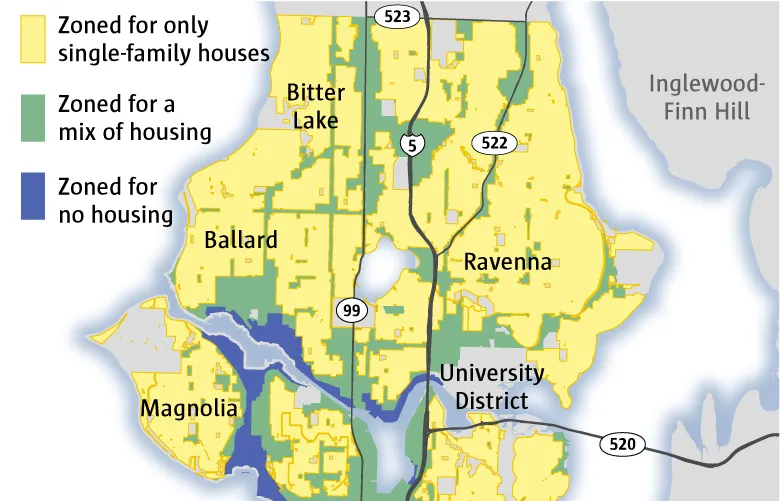 Zoned for only
single-family houses
Zoned for a
mix of housing
Zoned for
no housing
523
Bitter
Lake
5
522
Inglewood-
Finn Hill
Ballard
Ravenna
99
University
District
Magnolia
520